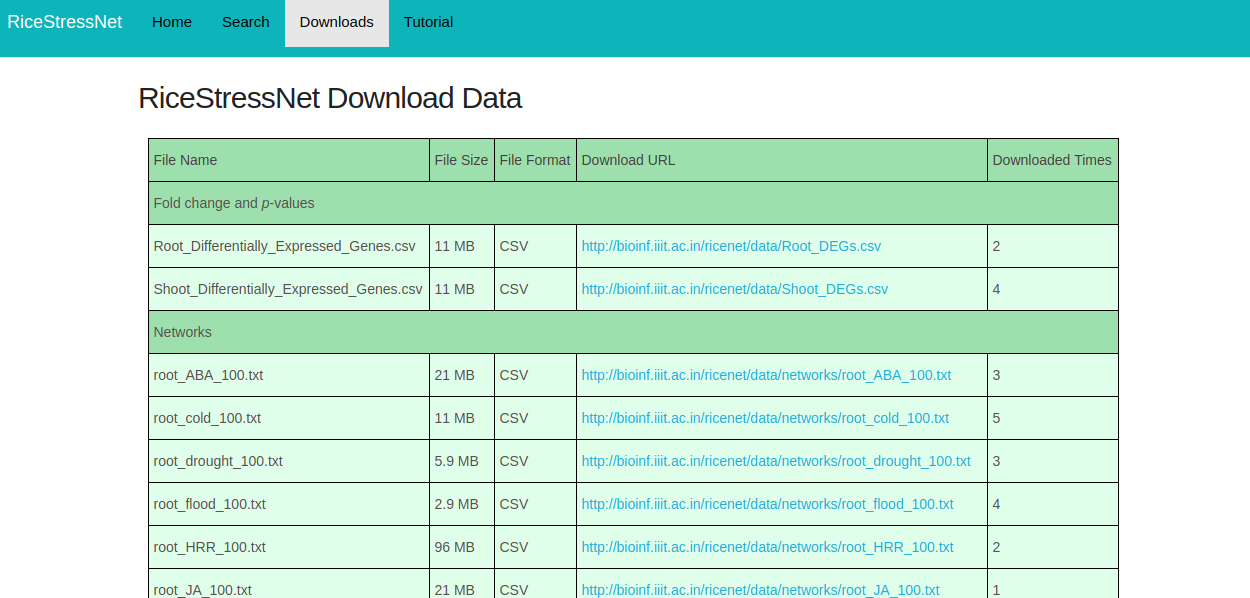 RiceStressNet Home Search Downloads Tutorial
RiceStressNet Download Data
File Name File Size File Format Download URL Downloaded Times
Fold change and p-values
Root_Differentially_Expressed_Genes.csv 11 MB CSV http://bioinf.iiit.ac.in/ricenet/data/Root_DEGs.csv 2
Shoot_Differentially_Expressed_Genes.csv 11 MB CSV http://bioinf.iiit.ac.in/ricenet/data/Shoot_DEGs.csv 4
Networks
root_ABA_100.txt 21 MB CSV http://bioinf.iiit.ac.in/ricenet/data/networks/root_ABA_100.txt 3
root_cold_100.txt 11 MB CSV http://bioinf.iiit.ac.in/ricenet/data/networks/root_cold_100.txt 5
root_drought_100.txt 5.9 MB CSV http://bioinf.iiit.ac.in/ricenet/data/networks/root_drought_100.txt 3
root_flood_100.txt 2.9 MB CSV http://bioinf.iiit.ac.in/ricenet/data/networks/root_flood_100.txt 4
root_HRR_100.txt 96 MB CSV http://bioinf.iiit.ac.in/ricenet/data/networks/root_HRR_100.txt 2
root_JA_100.txt 21 MB CSV http://bioinf.iiit.ac.in/ricenet/data/networks/root_JA_100.txt 1